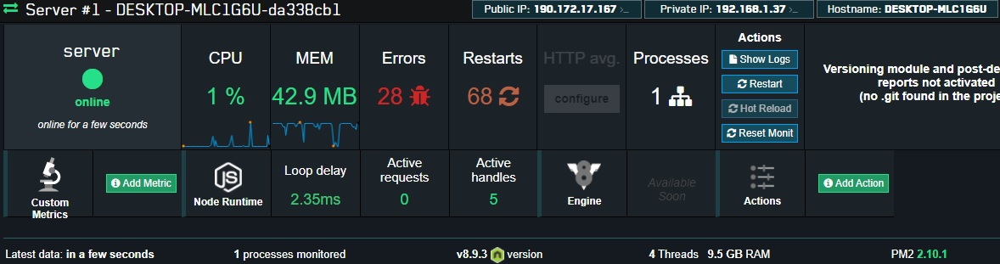 Server #1 - DESKTOP-MLC1G6U-da338cb1
Public IP: 190.172.17.167 >_
Private IP: 192.168.1.37 >_
Hostname: DESKTOP-MLC1G6U
server
online
online for a few seconds
CPU
1 %
MEM
42.9 MB
Errors
28
Restarts
68
HTTP avg.
configure
Processes
1
Actions
Show Logs
Restart
Hot Reload
Reset Monit
Versioning module and post-de
reports not activated
(no .git found in the proje
Custom
Metrics
Add Metric
JS
Node Runtime
Loop delay
2.35ms
Active
requests
0
Active
handles
5
8
Engine
Available
Soon
Actions
Add Action
Latest data: in a few seconds
1 processes monitored
v8.9.3 version
4 Threads
9.5 GB RAM
PM2 2.10.1